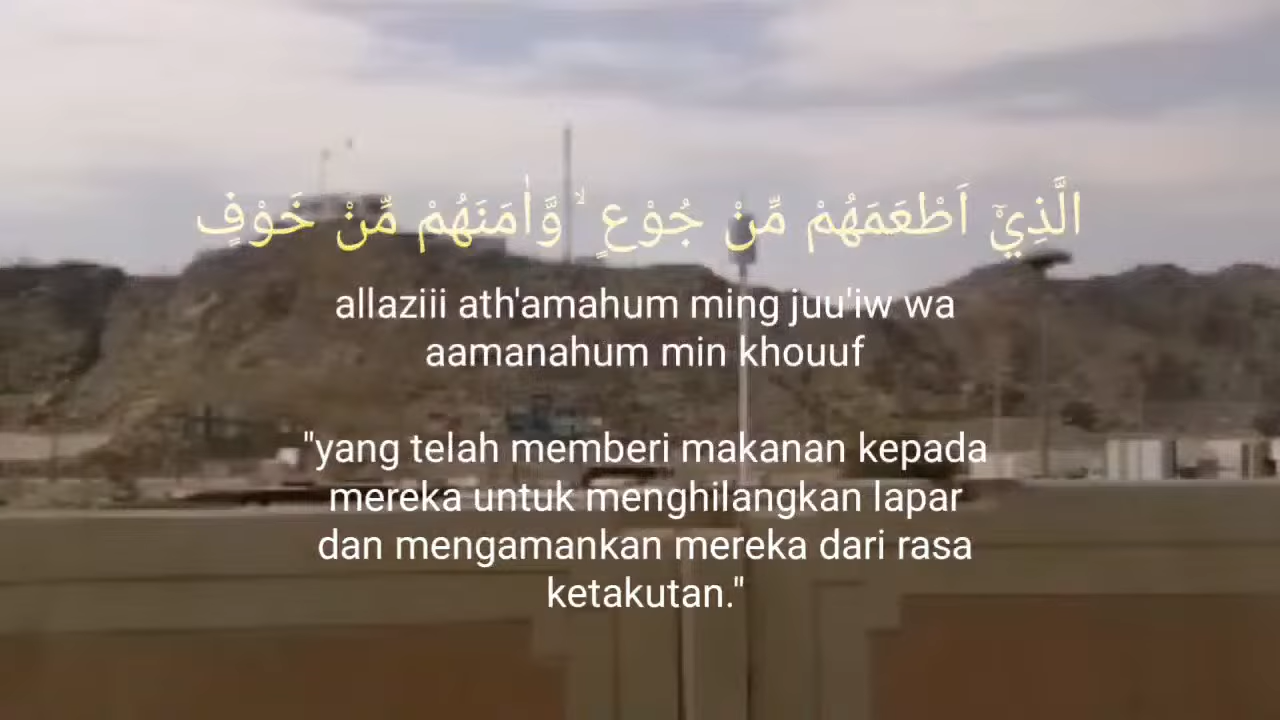 الَّذِيْٓ اَطْعَمَهُمْ مِّنْ جُوْعٍ ۙ وَّاٰمَنَهُمْ مِّنْ خَوْفٍ
allaziii ath'amahum ming juu'iw wa
aamanahum min khouuf
"yang telah memberi makanan kepada
mereka untuk menghilangkan lapar
dan mengamankan mereka dari rasa
ketakutan."